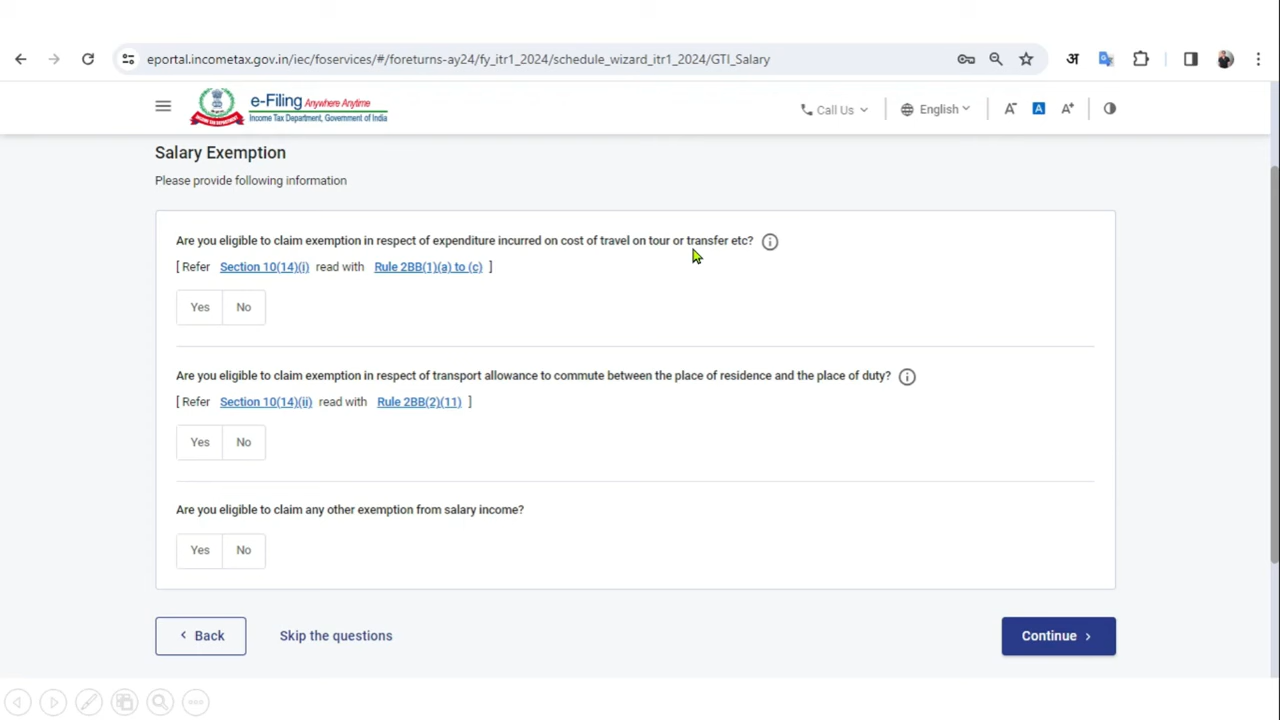 eportal.incometax.gov.in/iec/foservices/#/foreturns-ay24/fy_itr1_2024/schedule_wizard_itr1_2024/GTI_Salary
अ
e-Filing Anywhere Anytime
Income Tax Department, Government of India
Call Us
English
A-
A
A+
Salary Exemption
Please provide following information
Are you eligible to claim exemption in respect of expenditure incurred on cost of travel on tour or transfer etc?
[ Refer Section 10(14)(i) read with Rule 2BB(1)(a) to (c) ]
Yes No
Are you eligible to claim exemption in respect of transport allowance to commute between the place of residence and the place of duty?
[ Refer Section 10(14)(ii) read with Rule 2BB(2)(11) ]
Yes No
Are you eligible to claim any other exemption from salary income?
Yes No
Back
Skip the questions
Continue